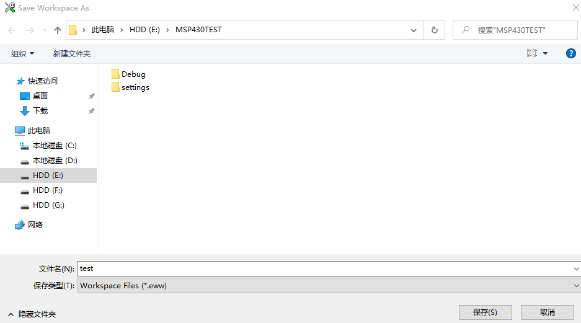 Save Workspace As
此电脑 > HDD (E:) > MSP430TEST
搜索"MSP430TEST"
组织 新建文件夹
快速访问
桌面
下载
此电脑
本地磁盘 (C:)
本地磁盘 (D:)
HDD (E:)
HDD (F:)
HDD (G:)
网络
Debug
settings
文件名(N): test
保存类型(T): Workspace Files (*.eww)
隐藏文件夹 保存(S) 取消